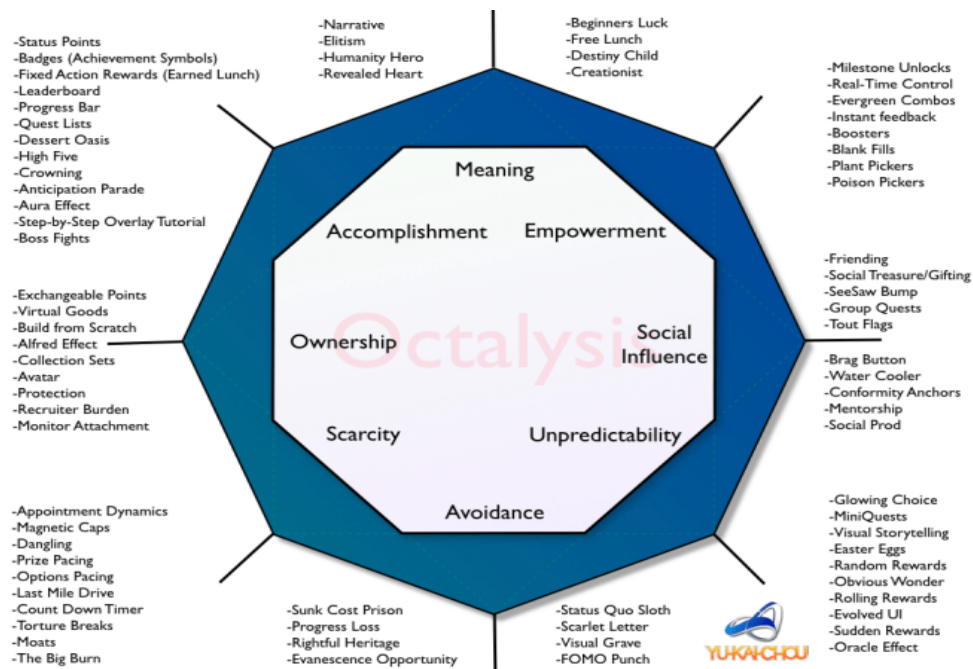 -Narrative
-Elitism
-Humanity Hero
-Revealed Heart
-Beginners Luck
-Free Lunch
-Destiny Child
-Creationist
-Status Points
-Badges (Achievement Symbols)
-Fixed Action Rewards (Earned Lunch)
-Leaderboard
-Progress Bar
-Quest Lists
-Dessert Oasis
-High Five
-Crowning
-Anticipation Parade
-Aura Effect
-Step-by-Step Overlay Tutorial
-Boss Fights
-Milestone Unlocks
-Real-Time Control
-Evergreen Combos
-Instant feedback
-Boosters
-Blank Fills
-Plant Pickers
-Poison Pickers
Meaning
Accomplishment
Empowerment
-Exchangeable Points
-Virtual Goods
-Build from Scratch
-Alfred Effect
-Collection Sets
-Avatar
-Protection
-Recruiter Burden
-Monitor Attachment
Ownership
Octalysis
Social
Influence
-Friending
-Social Treasure/Gifting
-SeeSaw Bump
-Group Quests
-Tout Flags
-Brag Button
-Water Cooler
-Conformity Anchors
-Mentorship
-Social Prod
Scarcity
Unpredictability
Avoidance
-Appointment Dynamics
-Magnetic Caps
-Dangling
-Prize Pacing
-Options Pacing
-Last Mile Drive
-Count Down Timer
-Torture Breaks
-Moats
-The Big Burn
-Sunk Cost Prison
-Progress Loss
-Rightful Heritage
-Evanescence Opportunity
-Status Quo Sloth
-Scarlet Letter
-Visual Grave
-FOMO Punch
YU-KAI CHOU
-Glowing Choice
-MiniQuests
-Visual Storytelling
-Easter Eggs
-Random Rewards
-Obvious Wonder
-Rolling Rewards
-Evolved UI
-Sudden Rewards
-Oracle Effect